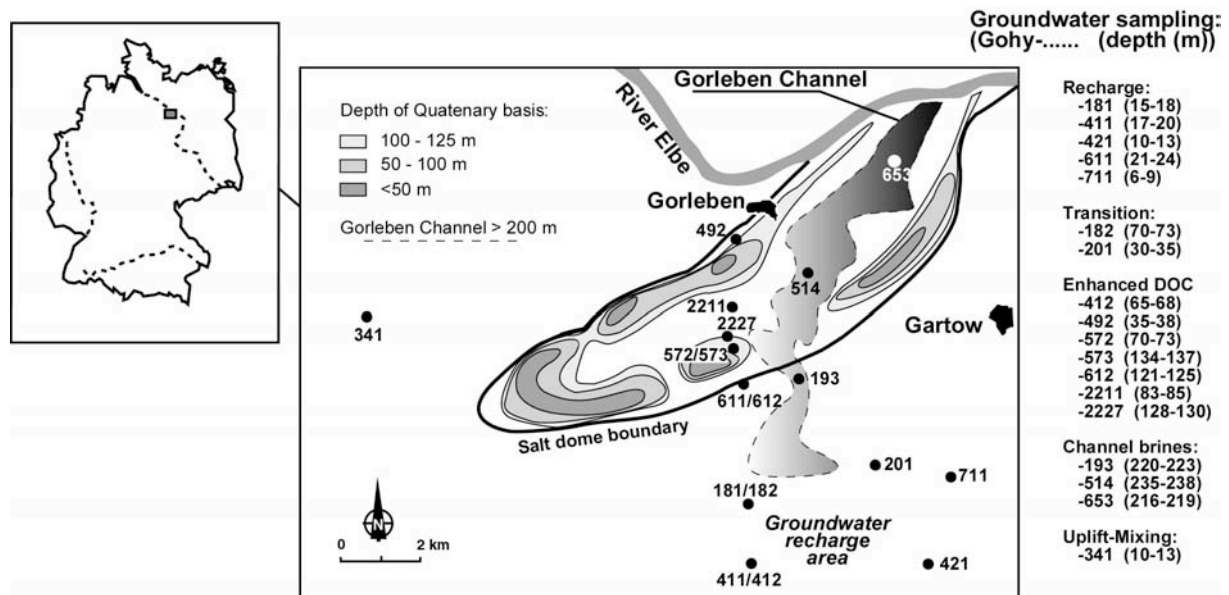 Groundwater sampling:
(Gohy-...... (depth (m))
Gorleben Channel
River Elbe
Depth of Quatenary basis:
100 - 125 m
50 - 100 m
<50 m
Gorleben Channel > 200 m
Gorleben
653
492
514
2211
2227
341
572/573
Gartow
193
611/612
Salt dome boundary
201
711
181/182
Groundwater
recharge
area
411/412
421
N
0 2 km
Recharge:
-181 (15-18)
-411 (17-20)
-421 (10-13)
-611 (21-24)
-711 (6-9)
Transition:
-182 (70-73)
-201 (30-35)
Enhanced DOC
-412 (65-68)
-492 (35-38)
-572 (70-73)
-573 (134-137)
-612 (121-125)
-2211 (83-85)
-2227 (128-130)
Channel brines:
-193 (220-223)
-514 (235-238)
-653 (216-219)
Uplift-Mixing:
-341 (10-13)